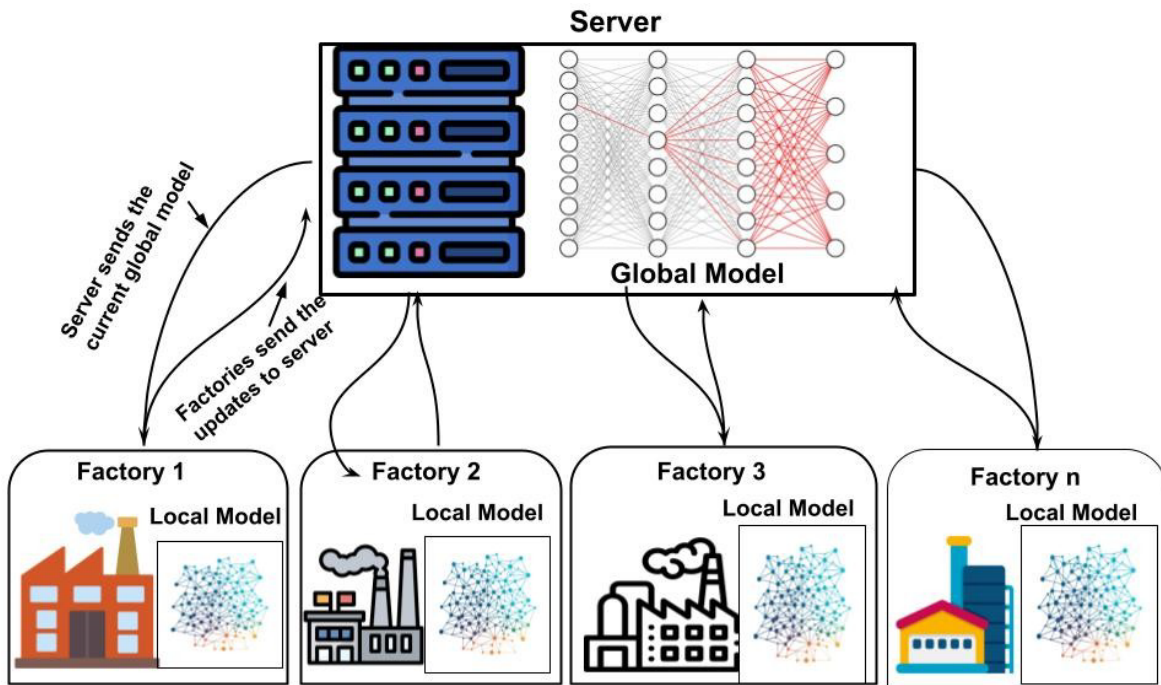 Server
Global Model
Server sends the
current global model
Factories send the
updates to server
Factory 1
Local Model
Factory 2
Local Model
Factory 3
Local Model
Factory n
Local Model